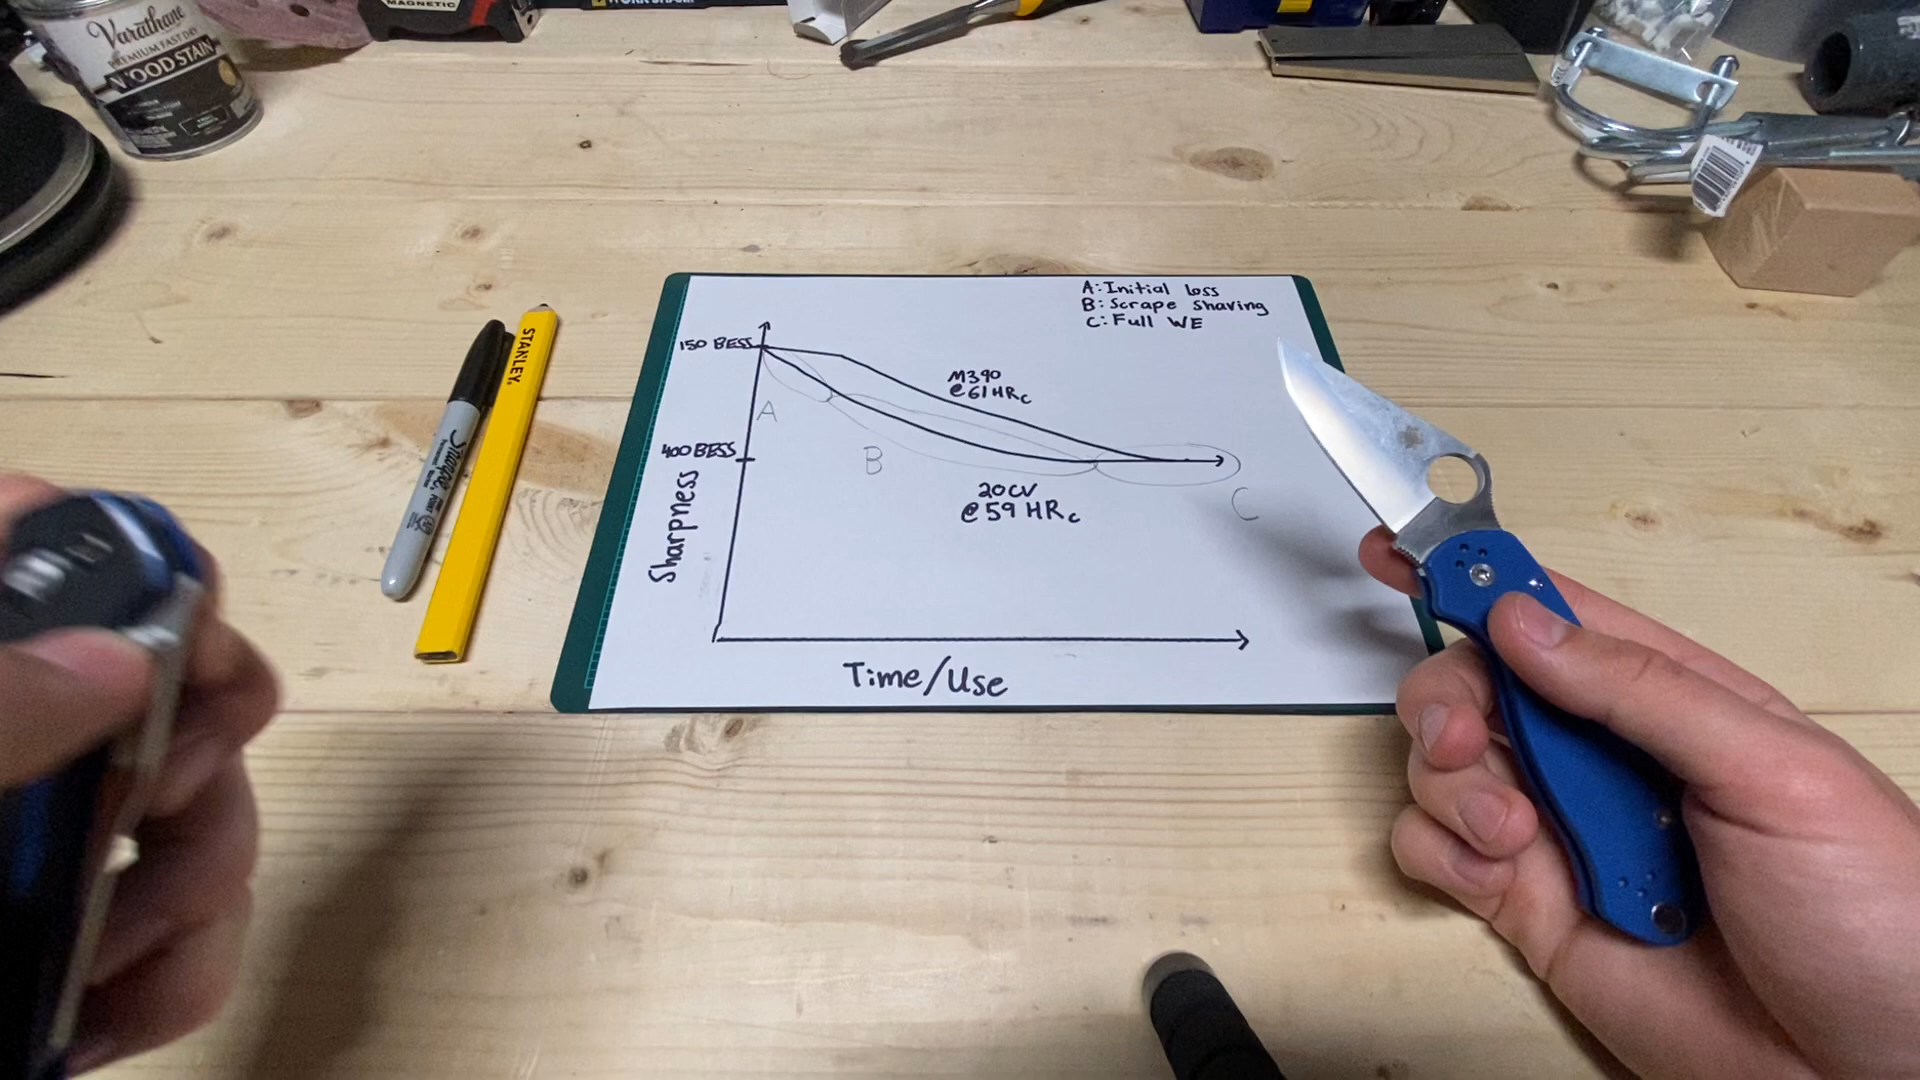 Varathane
PREMIUM FAST DRY
WOOD STAIN
MAGNETIC
A: Initial loss
B: Scrape shaving
C: Full WE
150 BESS
M390
@ 61 HRc
A
400 BESS
B
20CV
@ 59 HRc
C
Sharpness
Time/Use
STANLEY
Sharpie